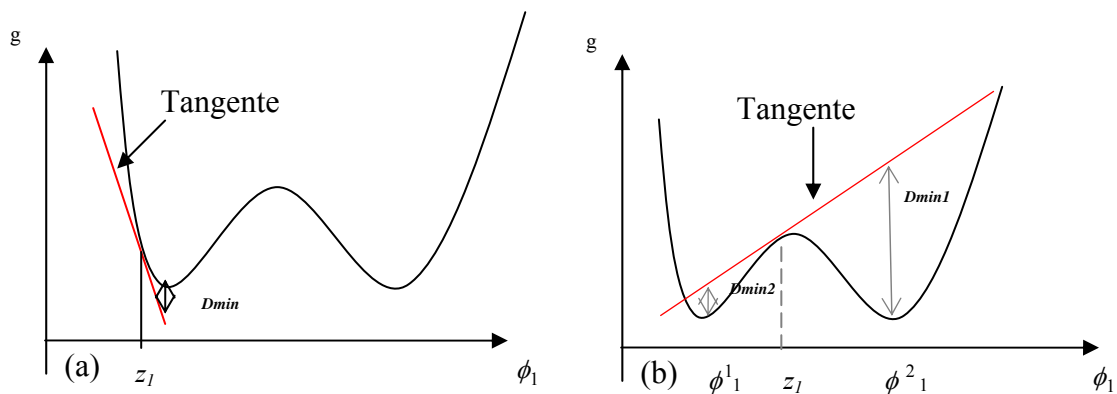 g
Tangente
Dmin
(a)
z₁
ϕ₁
g
Tangente
Dmin1
Dmin2
(b)
ϕ¹₁
z₁
ϕ²₁
ϕ₁